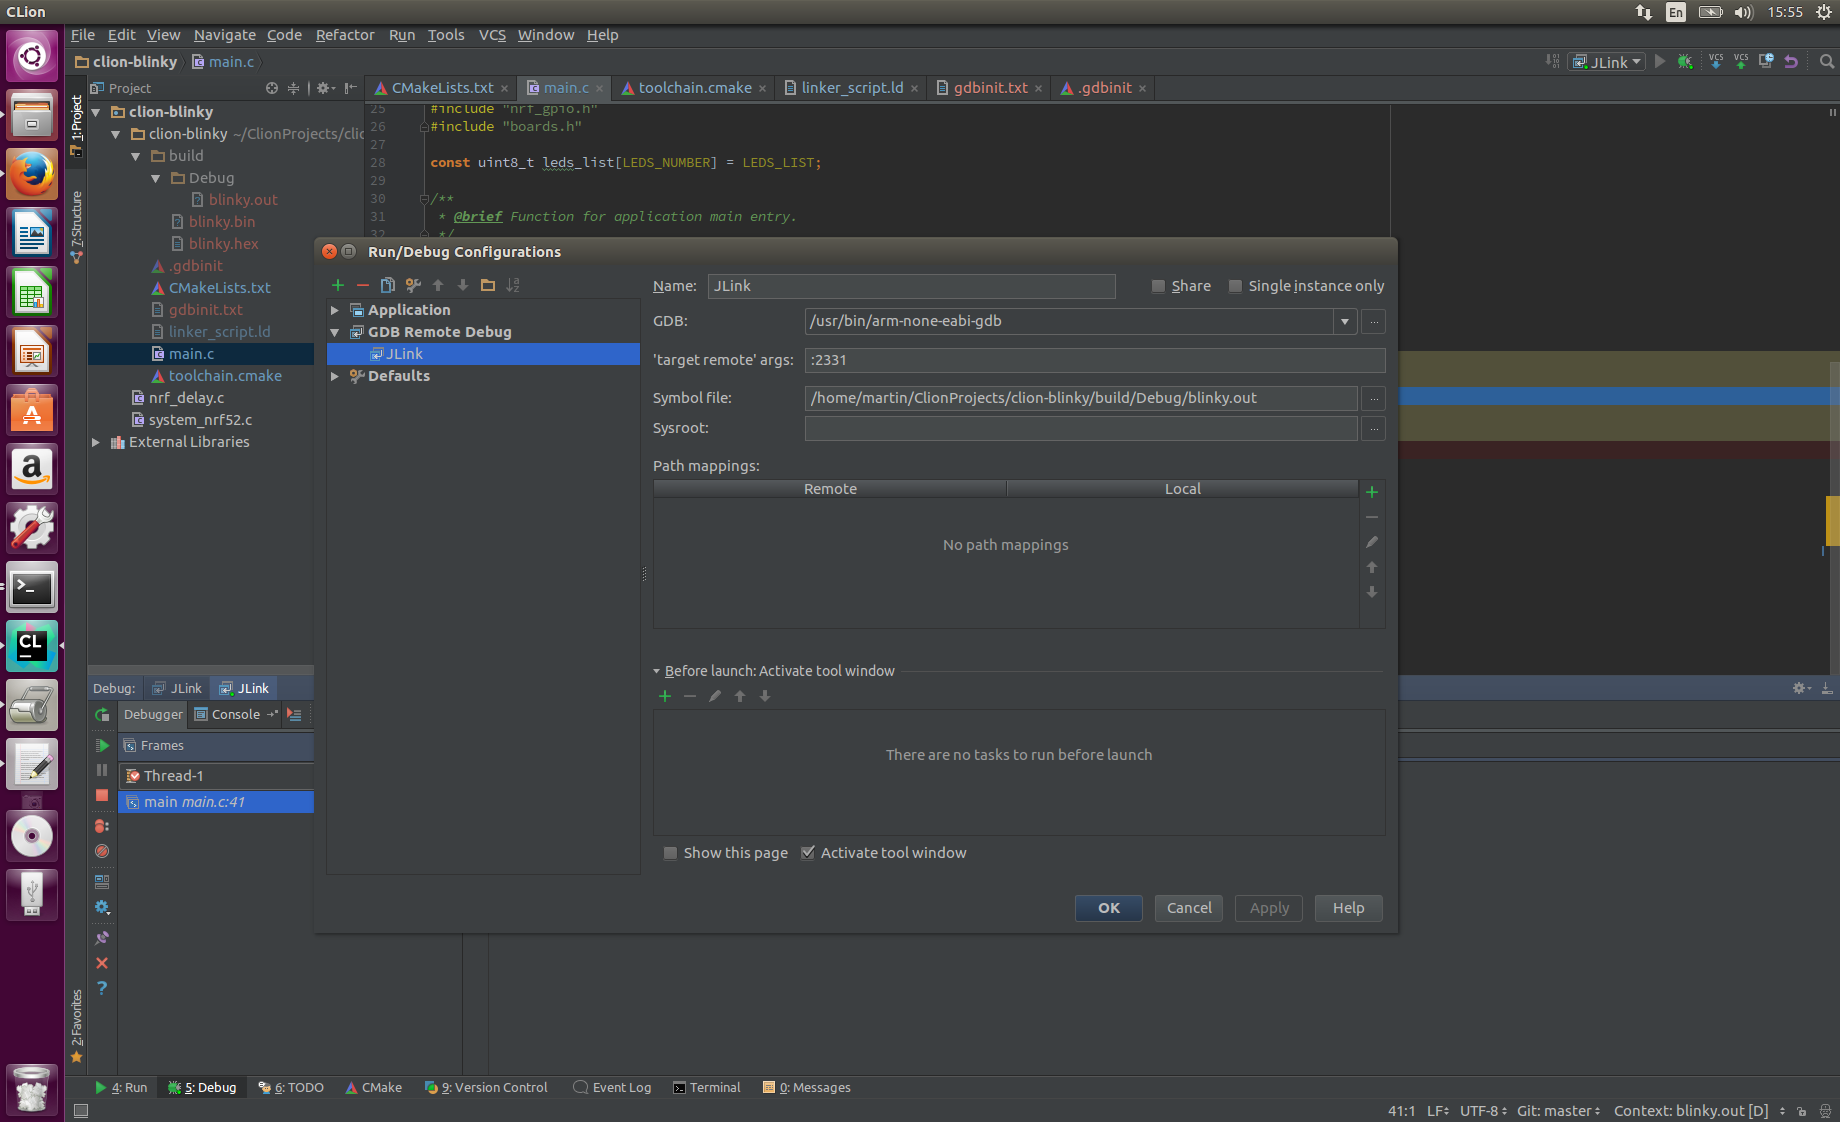 CLion
En
15:55
File Edit View Navigate Code Refactor Run Tools VCS Window Help
clion-blinky main.c
JLink
VCS VCS
Project
CMakeLists.txt main.c toolchain.cmake linker_script.ld gdbinit.txt .gdbinit
1: Project
7: Structure
2: Favorites
clion-blinky
clion-blinky ~/ClionProjects/clic
build
Debug
blinky.out
blinky.bin
blinky.hex
.gdbinit
CMakeLists.txt
gdbinit.txt
linker_script.ld
main.c
toolchain.cmake
nrf_delay.c
system_nrf52.c
External Libraries
25 #include "nrf_gpio.h"
26 #include "boards.h"
27
28 const uint8_t leds_list[LEDS_NUMBER] = LEDS_LIST;
29
30 /**
31 * @brief Function for application main entry.
32 */
Run/Debug Configurations
Application
GDB Remote Debug
JLink
Defaults
Name: JLink
Share Single instance only
GDB: /usr/bin/arm-none-eabi-gdb
'target remote' args: :2331
Symbol file: /home/martin/ClionProjects/clion-blinky/build/Debug/blinky.out
Sysroot:
Path mappings:
Remote Local
No path mappings
Before launch: Activate tool window
There are no tasks to run before launch
Show this page Activate tool window
OK Cancel Apply Help
Debug: JLink JLink
Debugger Console
Frames
Thread-1
main main.c:41
4: Run 5: Debug 6: TODO CMake 9: Version Control Event Log Terminal 0: Messages
41:1 LF UTF-8 Git: master Context: blinky.out [D]